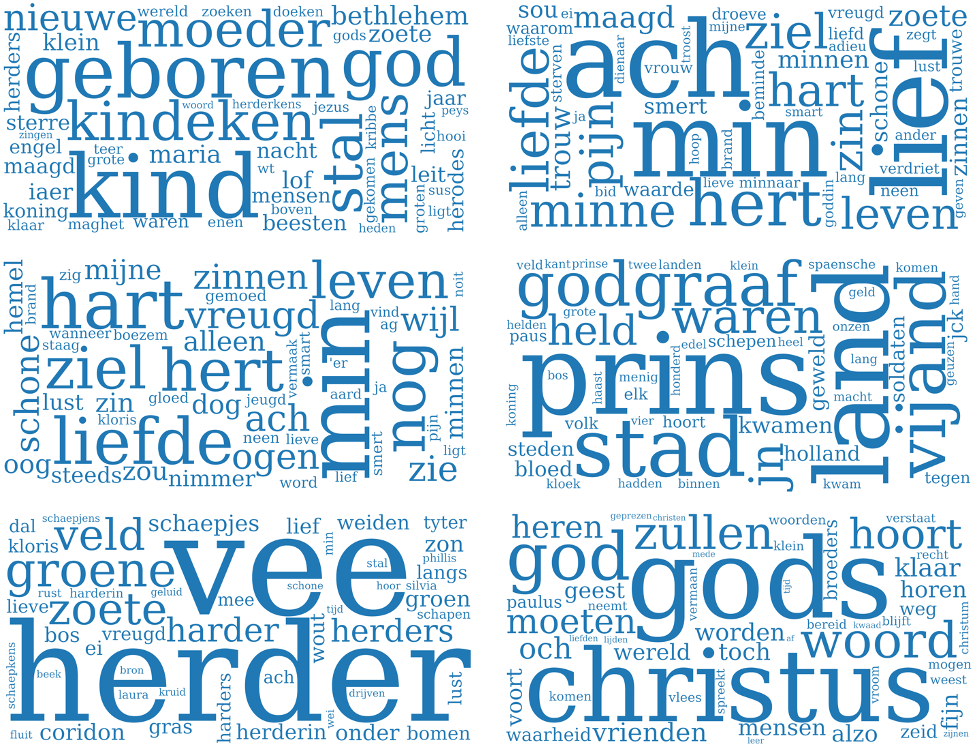 nieuwe wereld zoeken doeken bethlehem
klein moeder gods zoete
herders geboren god
sterre kindeken woord herderkens jezus jaar peys
zingen engel teer grote maria nacht kribbe stal mens licht hooi
maagd wt lof leit
iaer kind mensen gekomen sus herodes
koning boven groten ligt
klaar maghet waren enen beesten heden
sou ei maagd droeve vreugd zoete
waarom mijne ziel liefd zegt
liefste ach troost adieu
liefde sterven dienaar vrouw beminde minnen schoner lust lief trouwe
trouw ja pijn smert hart smart zin ander zinnen
min hoop brand verdriet
bid waarde lieve minnaar lang neen
alleen minne hert goddin leven geven
hemel zig mijne zinnen leven noit
brand hart gemoed lang vind
wanneer boezem vreugd ag wijl
staag alleen vermaak smart 'er
schone ziel hert min nog minnen
lust zin gloed dog jeugd aard ja
kloris ach pijn
liefde neen lieve smert ligt
oog steeds zou ogen zie
nimmer word lief
veld kant prinse twee landen klein spaensche komen
god graaf geld hand
helden grote waren onzen jck
paus held edel schepen heel land vijand
bos prins honderd geweld lang soldaten geuzen
koning haast menig elk macht
volk vier hoort kwamen
steden stad jn holland
bloed tegen
kloek hadden binnen kwam
dal schaepjens schaepjes lief weiden tyter
kloris veld vee min zon
groene stal phillis langs
rust harderin geluid schone hoor silvia groen
lieve zoete mee tijd schapen
bos vreugd harder wout herders
ei herder
schaepkens beek bron ach
laura kruid drijven lust
harders wei
fluit coridon gras herderin onder bomen
geprezen christen woorden verstaat
heren zullen klein broeders hoort
god mede recht
gods tijd klaar
geest vermaan horen
paulus neemt weg
moeten bereid kwaad blijft christum
liefden lijden worden af woord
och wereld toch mogen
voort christus weest
komen vlees spreekt vroom fijn
waarheid vrienden mensen alzo zeid zijnen
leer